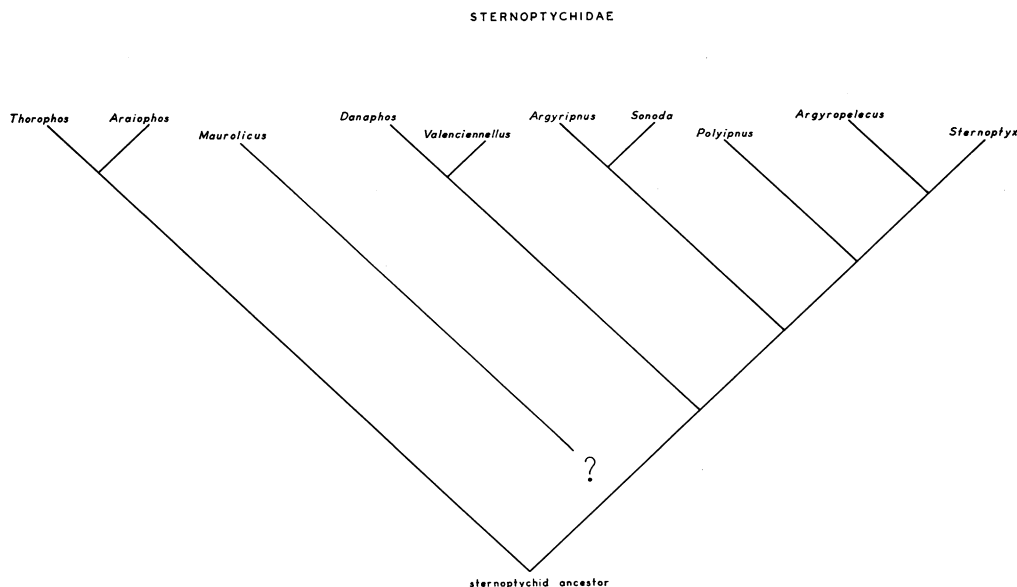 STERNOPTYCHIDAE
Thorophos
Araiophos
Maurolicus
Danaphos
Valenciennellus
Argyripnus
Sonoda
Polyipnus
Argyropelecus
Sternoptyx
?
sternoptychid ancestor